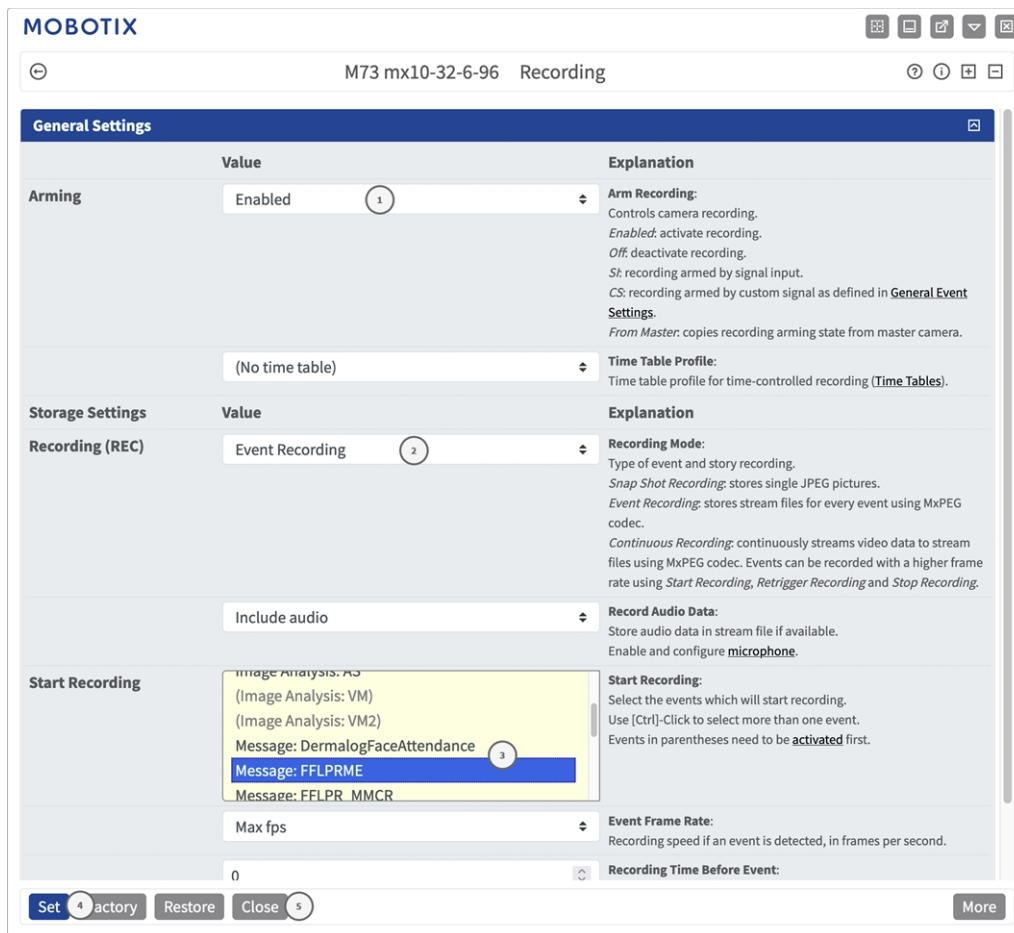 MOBOTIX
M73 mx10-32-6-96 Recording
General Settings
Value Explanation
Arming
Enabled 1
Arm Recording:
Controls camera recording.
Enabled: activate recording.
Off: deactivate recording.
SI: recording armed by signal input.
CS: recording armed by custom signal as defined in General Event
Settings.
From Master: copies recording arming state from master camera.
(No time table)
Time Table Profile:
Time table profile for time-controlled recording (Time Tables).
Storage Settings Value Explanation
Recording (REC)
Event Recording 2
Recording Mode:
Type of event and story recording.
Snap Shot Recording: stores single JPEG pictures.
Event Recording: stores stream files for every event using MxPEG
codec.
Continuous Recording: continuously streams video data to stream
files using MxPEG codec. Events can be recorded with a higher frame
rate using Start Recording, Retrigger Recording and Stop Recording.
Include audio
Record Audio Data:
Store audio data in stream file if available.
Enable and configure microphone.
Start Recording
Image Analysis: AS
(Image Analysis: VM)
(Image Analysis: VM2)
Message: DermalogFaceAttendance
3
Message: FFLPRME
Message: FFLPR_MMCR
Start Recording:
Select the events which will start recording.
Use [Ctrl]-Click to select more than one event.
Events in parentheses need to be activated first.
Max fps
Event Frame Rate:
Recording speed if an event is detected, in frames per second.
0
Recording Time Before Event:
Set 4 actory Restore Close 5 More